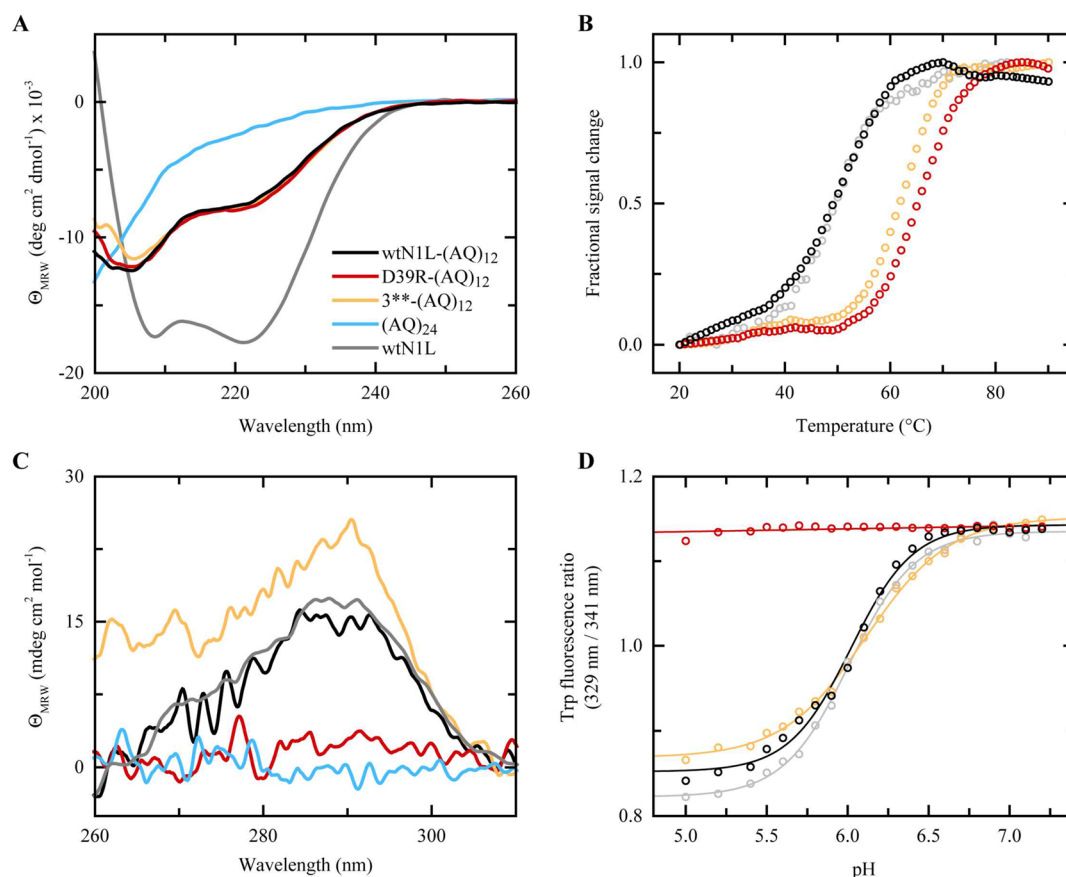 A
ΘMRW (deg cm² dmol⁻¹) x 10⁻³
0
-10
-20
200
220
240
260
Wavelength (nm)
wtN1L-(AQ)₁₂
D39R-(AQ)₁₂
3**-(AQ)₁₂
(AQ)₂₄
wtN1L
B
Fractional signal change
1.0
0.5
0.0
20
40
60
80
Temperature (°C)
C
ΘMRW (mdeg cm² mol⁻¹)
30
15
0
260
280
300
Wavelength (nm)
D
Trp fluorescence ratio
(329 nm / 341 nm)
1.2
1.0
0.8
5.0
5.5
6.0
6.5
7.0
pH